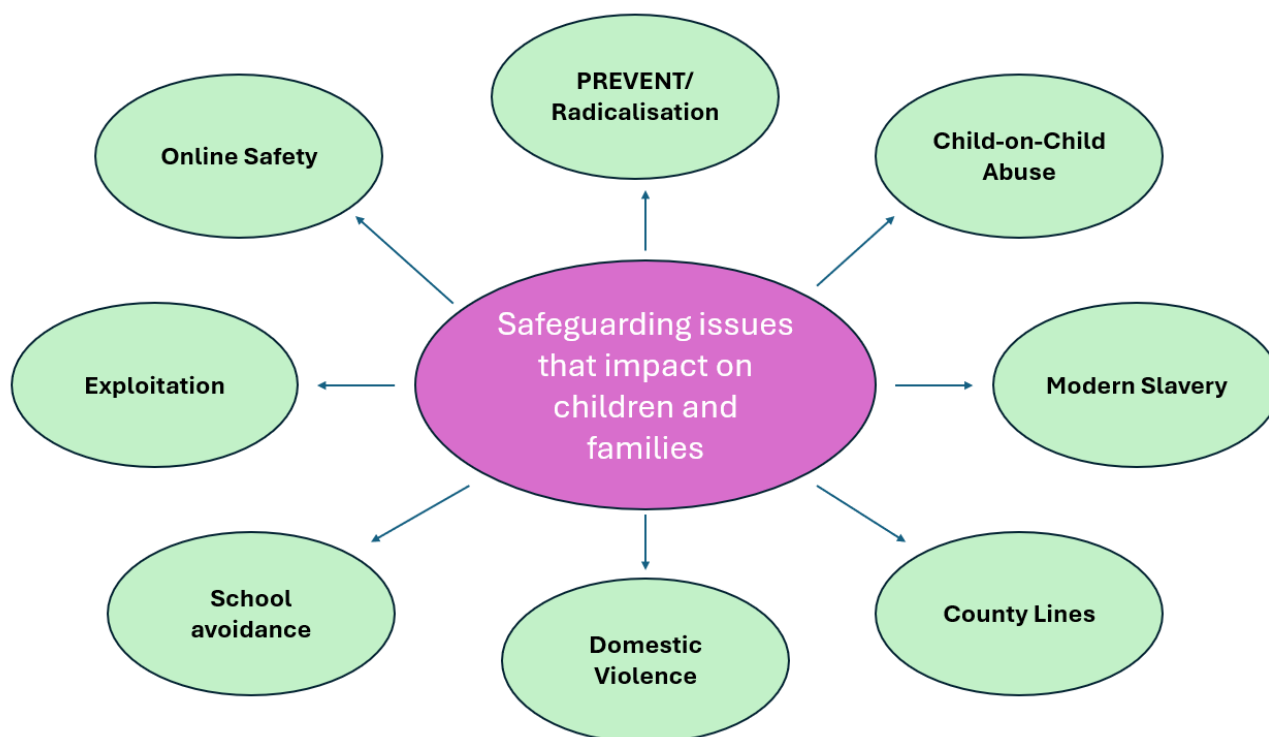 PREVENT/
Radicalisation
Online Safety
Child-on-Child
Abuse
Safeguarding issues
that impact on
children and
families
Exploitation
Modern Slavery
School
avoidance
County Lines
Domestic
Violence